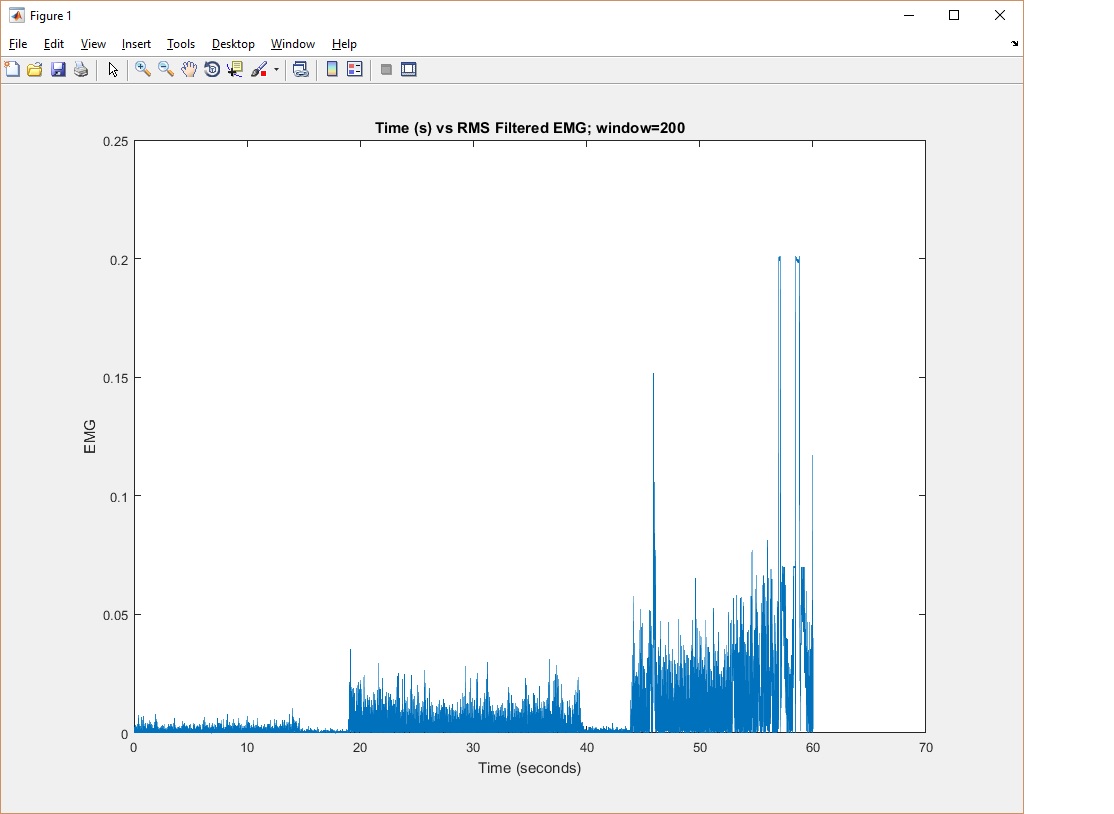 Figure 1
File Edit View Insert Tools Desktop Window Help
Time (s) vs RMS Filtered EMG; window=200
0.25
0.2
0.15
0.1
0.05
0
EMG
0 10 20 30 40 50 60 70
Time (seconds)